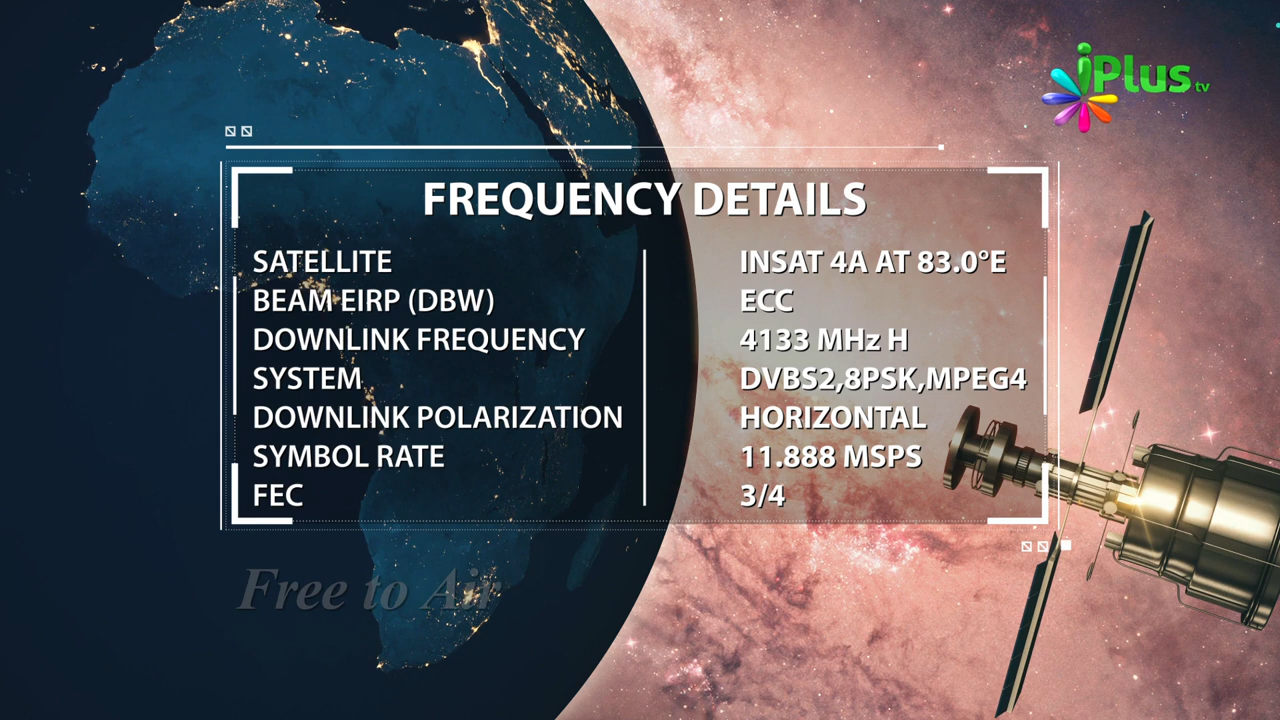 iPlus tv
FREQUENCY DETAILS
SATELLITE INSAT 4A AT 83.0°E
BEAM EIRP (DBW) ECC
DOWNLINK FREQUENCY 4133 MHz H
SYSTEM DVBS2,8PSK,MPEG4
DOWNLINK POLARIZATION HORIZONTAL
SYMBOL RATE 11.888 MSPS
FEC 3/4
Free to Air